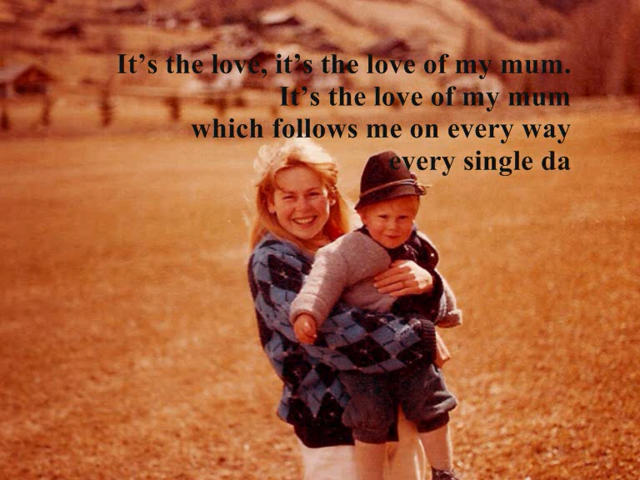 It’s the love, it’s the love of my mum.
It’s the love of my mum
which follows me on every way
every single da